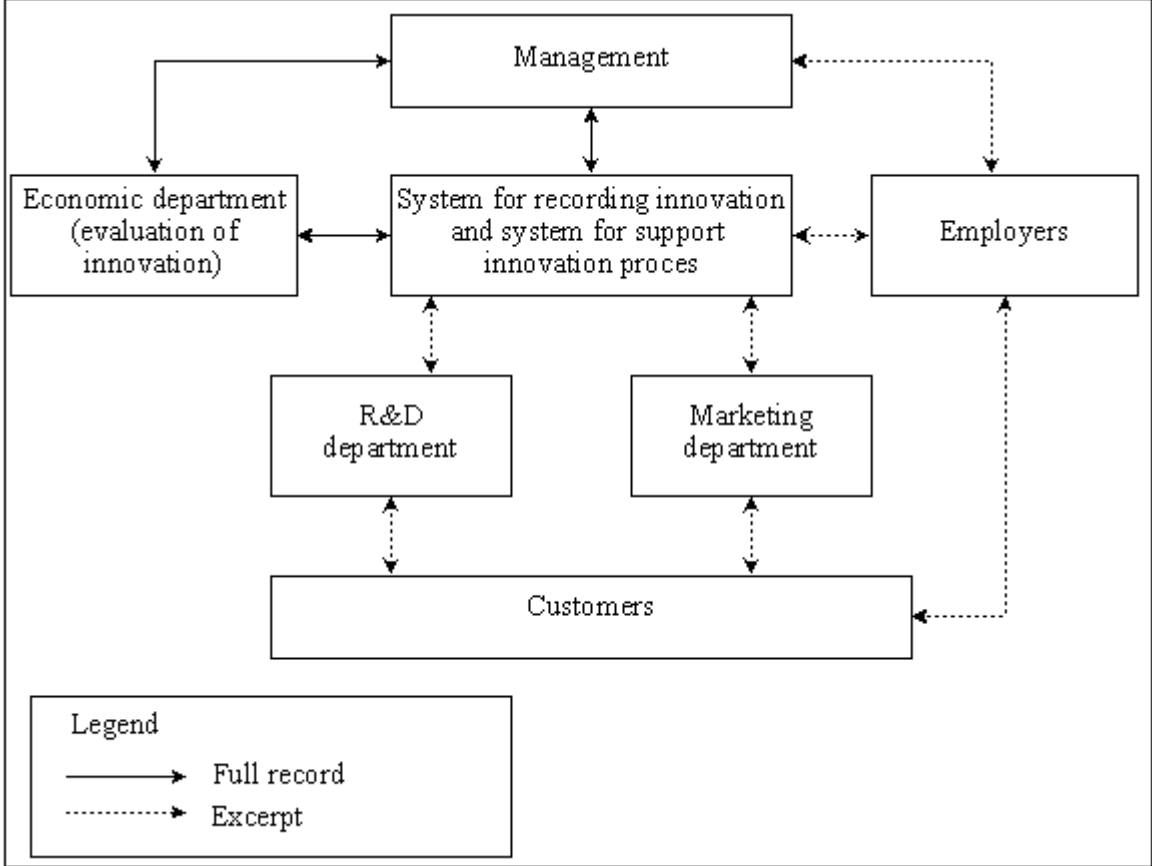 Management
Economic department
(evaluation of
innovation)
System for recording innovation
and system for support
innovation proces
Employers
R&D
department
Marketing
department
Customers
Legend
Full record
Excerpt